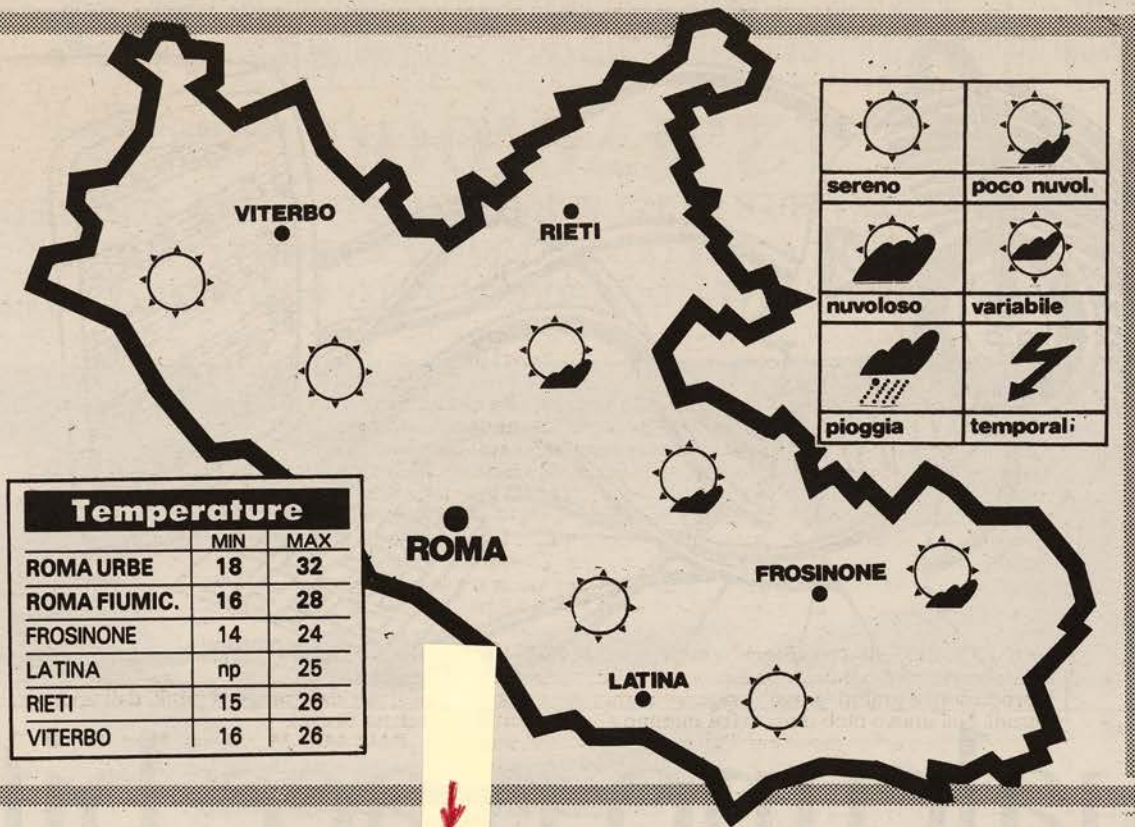 VITERBO
RIETI
ROMA
FROSINONE
LATINA
sereno poco nuvol.
nuvoloso variabile
pioggia temporali
Temperature
MIN MAX
ROMA URBE 18 32
ROMA FIUMIC. 16 28
FROSINONE 14 24
LATINA np 25
RIETI 15 26
VITERBO 16 26